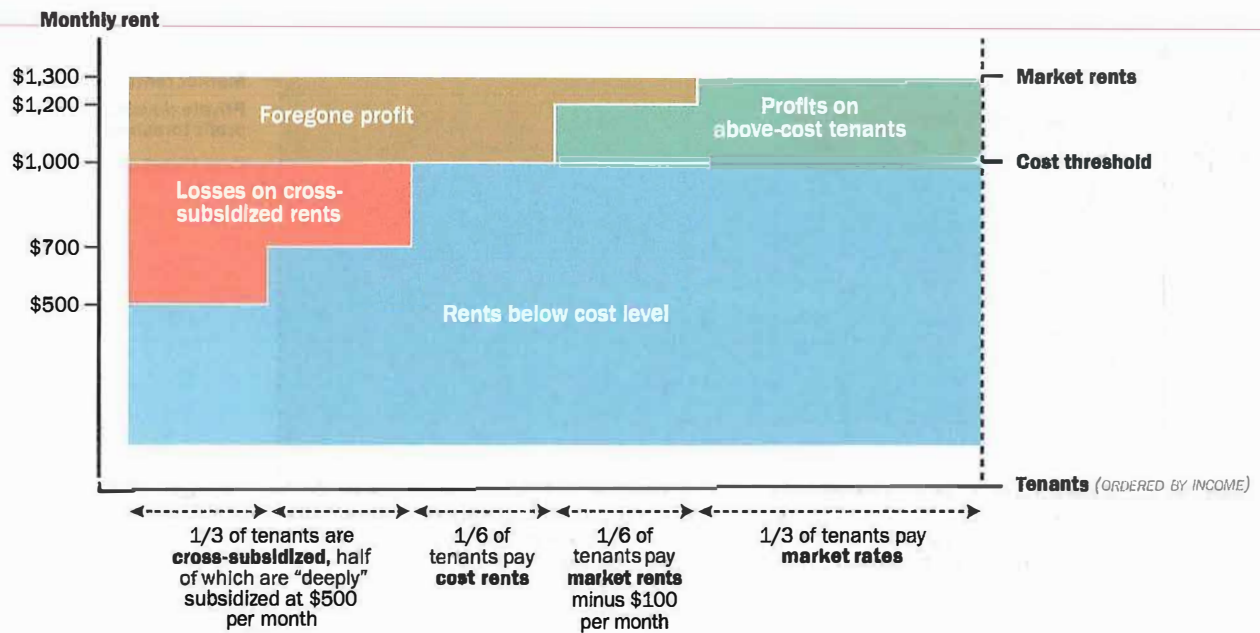 Monthly rent
$1,300
$1,200
$1,000
$700
$500
Foregone profit
Profits on
above-cost tenants
Losses on cross-
subsidized rents
Rents below cost level
Market rents
Cost threshold
Tenants (ORDERED BY INCOME)
1/3 of tenants are
cross-subsidized, half
of which are “deeply”
subsidized at $500
per month
1/6 of
tenants pay
cost rents
1/6 of
tenants pay
market rents
minus $100
per month
1/3 of tenants pay
market rates